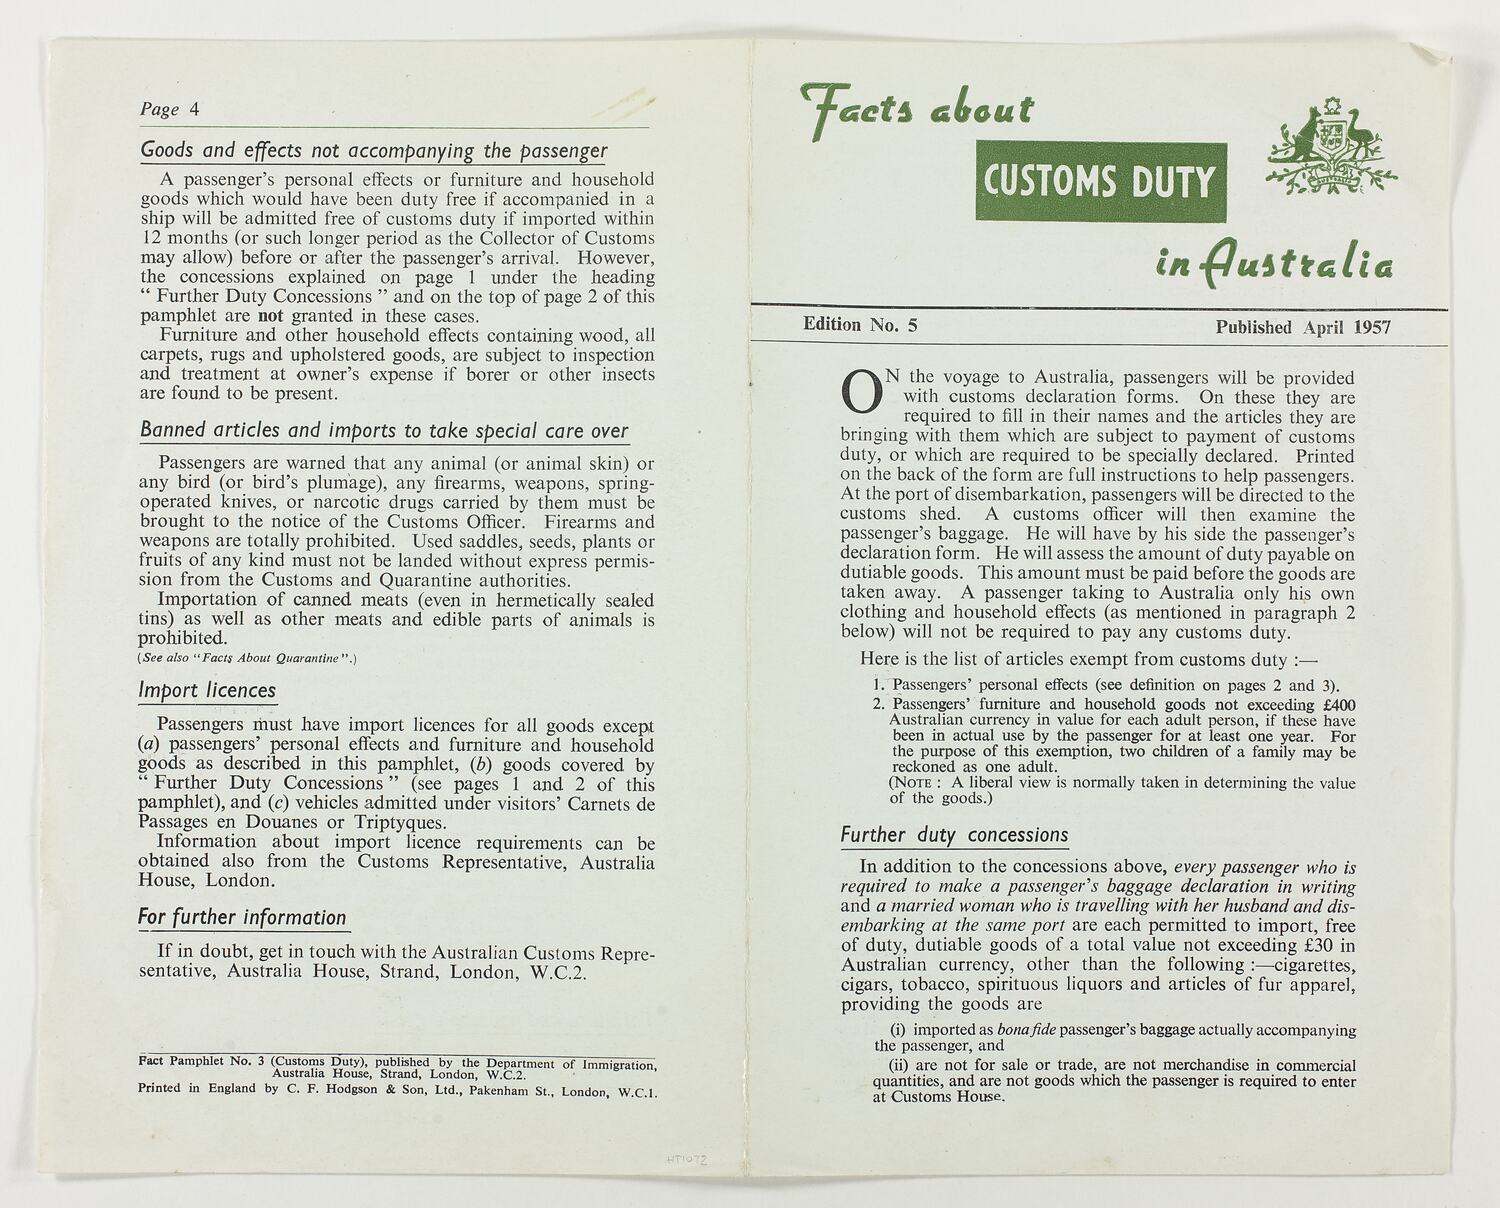 Page 4
Goods and effects not accompanying the passenger
A passenger's personal effects or furniture and household
goods which would have been duty free if accompanied in a
ship will be admitted free of customs duty if imported within
12 months (or such longer period as the Collector of Customs
may allow) before or after the passenger's arrival. However,
the concessions explained on page 1 under the heading
" Further Duty Concessions " and on the top of page 2 of this
pamphlet are not granted in these cases.
Furniture and other household effects containing wood, all
carpets, rugs and upholstered goods, are subject to inspection
and treatment at owner's expense if borer or other insects
are found to be present.
Banned articles and imports to take special care over
Passengers are warned that any animal (or animal skin) or
any bird (or bird's plumage), any firearms, weapons, spring-
operated knives, or narcotic drugs carried by them must be
brought to the notice of the Customs Officer. Firearms and
weapons are totally prohibited. Used saddles, seeds, plants or
fruits of any kind must not be landed without express permis-
sion from the Customs and Quarantine authorities.
Importation of canned meats (even in hermetically sealed
tins) as well as other meats and edible parts of animals is
prohibited.
(See also "Facts About Quarantine".)
Import licences
Passengers must have import licences for all goods except
(a) passengers' personal effects and furniture and household
goods as described in this pamphlet, (b) goods covered by
" Further Duty Concessions " (see pages 1 and 2 of this
pamphlet), and (c) vehicles admitted under visitors' Carnets de
Passages en Douanes or Triptyques.
Information about import licence requirements can be
obtained also from the Customs Representative, Australia
House, London.
For further information
If in doubt, get in touch with the Australian Customs Repre-
sentative, Australia House, Strand, London, W.C.2.
Fact Pamphlet No. 3 (Customs Duty), published by the Department of Immigration,
Australia House, Strand, London, W.C.2.
Printed in England by C. F. Hodgson & Son, Ltd., Pakenham St., London, W.C.1.
HT1072
Facts about
CUSTOMS DUTY
in Australia
AUSTRALIA
Edition No. 5 Published April 1957
ON the voyage to Australia, passengers will be provided
with customs declaration forms. On these they are
required to fill in their names and the articles they are
bringing with them which are subject to payment of customs
duty, or which are required to be specially declared. Printed
on the back of the form are full instructions to help passengers.
At the port of disembarkation, passengers will be directed to the
customs shed. A customs officer will then examine the
passenger's baggage. He will have by his side the passenger's
declaration form. He will assess the amount of duty payable on
dutiable goods. This amount must be paid before the goods are
taken away. A passenger taking to Australia only his own
clothing and household effects (as mentioned in paragraph 2
below) will not be required to pay any customs duty.
Here is the list of articles exempt from customs duty :—
1. Passengers' personal effects (see definition on pages 2 and 3).
2. Passengers' furniture and household goods not exceeding £400
Australian currency in value for each adult person, if these have
been in actual use by the passenger for at least one year. For
the purpose of this exemption, two children of a family may be
reckoned as one adult.
(NOTE : A liberal view is normally taken in determining the value
of the goods.)
Further duty concessions
In addition to the concessions above, every passenger who is
required to make a passenger's baggage declaration in writing
and a married woman who is travelling with her husband and dis-
embarking at the same port are each permitted to import, free
of duty, dutiable goods of a total value not exceeding £30 in
Australian currency, other than the following :—cigarettes,
cigars, tobacco, spirituous liquors and articles of fur apparel,
providing the goods are
(i) imported as bona fide passenger's baggage actually accompanying
the passenger, and
(ii) are not for sale or trade, are not merchandise in commercial
quantities, and are not goods which the passenger is required to enter
at Customs House.